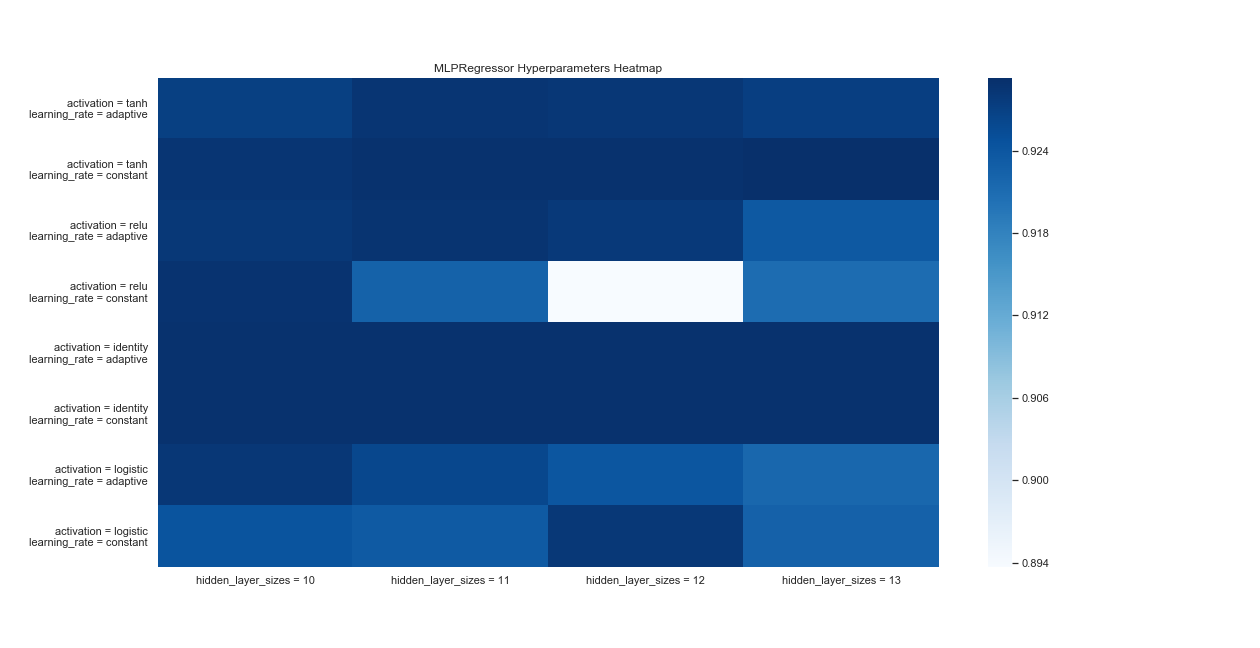 MLPRegressor Hyperparameters Heatmap
activation = tanh
learning_rate = adaptive
activation = tanh
learning_rate = constant
activation = relu
learning_rate = adaptive
activation = relu
learning_rate = constant
activation = identity
learning_rate = adaptive
activation = identity
learning_rate = constant
activation = logistic
learning_rate = adaptive
activation = logistic
learning_rate = constant
hidden_layer_sizes = 10
hidden_layer_sizes = 11
hidden_layer_sizes = 12
hidden_layer_sizes = 13
0.924
0.918
0.912
0.906
0.900
0.894